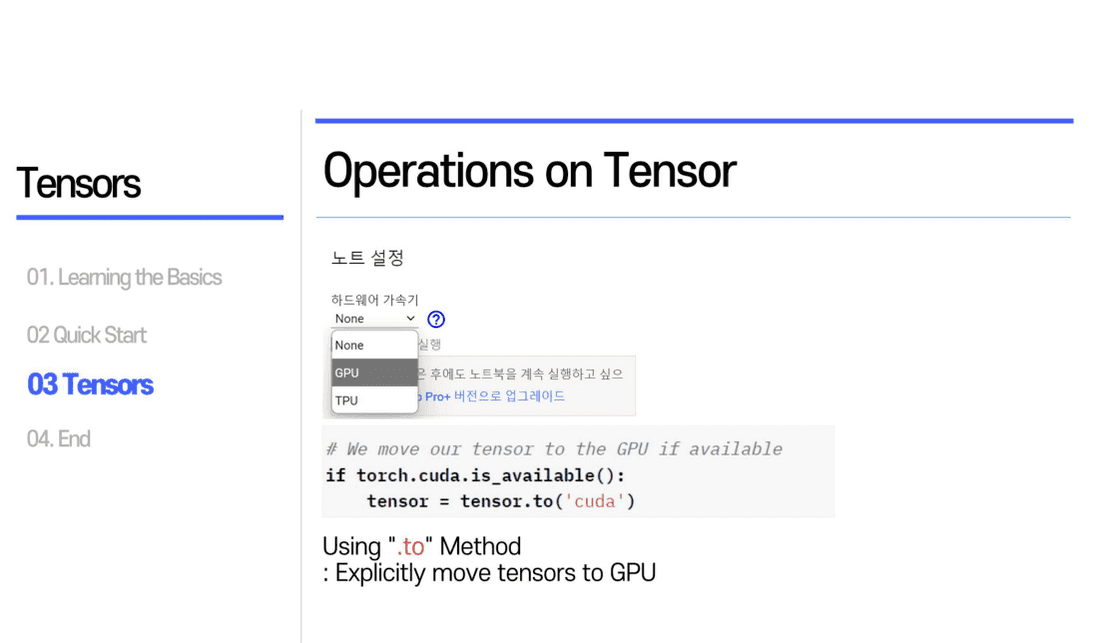 Tensors
01. Learning the Basics
02 Quick Start
03 Tensors
04. End
Operations on Tensor
노트 설정
하드웨어 가속기
None
?
None
실행
GPU
후에도 노트북을 계속 실행하고 싶으
TPU
Pro+ 버전으로 업그레이드
# We move our tensor to the GPU if available
if torch.cuda.is_available():
tensor = tensor.to('cuda')
Using ".to" Method
: Explicitly move tensors to GPU